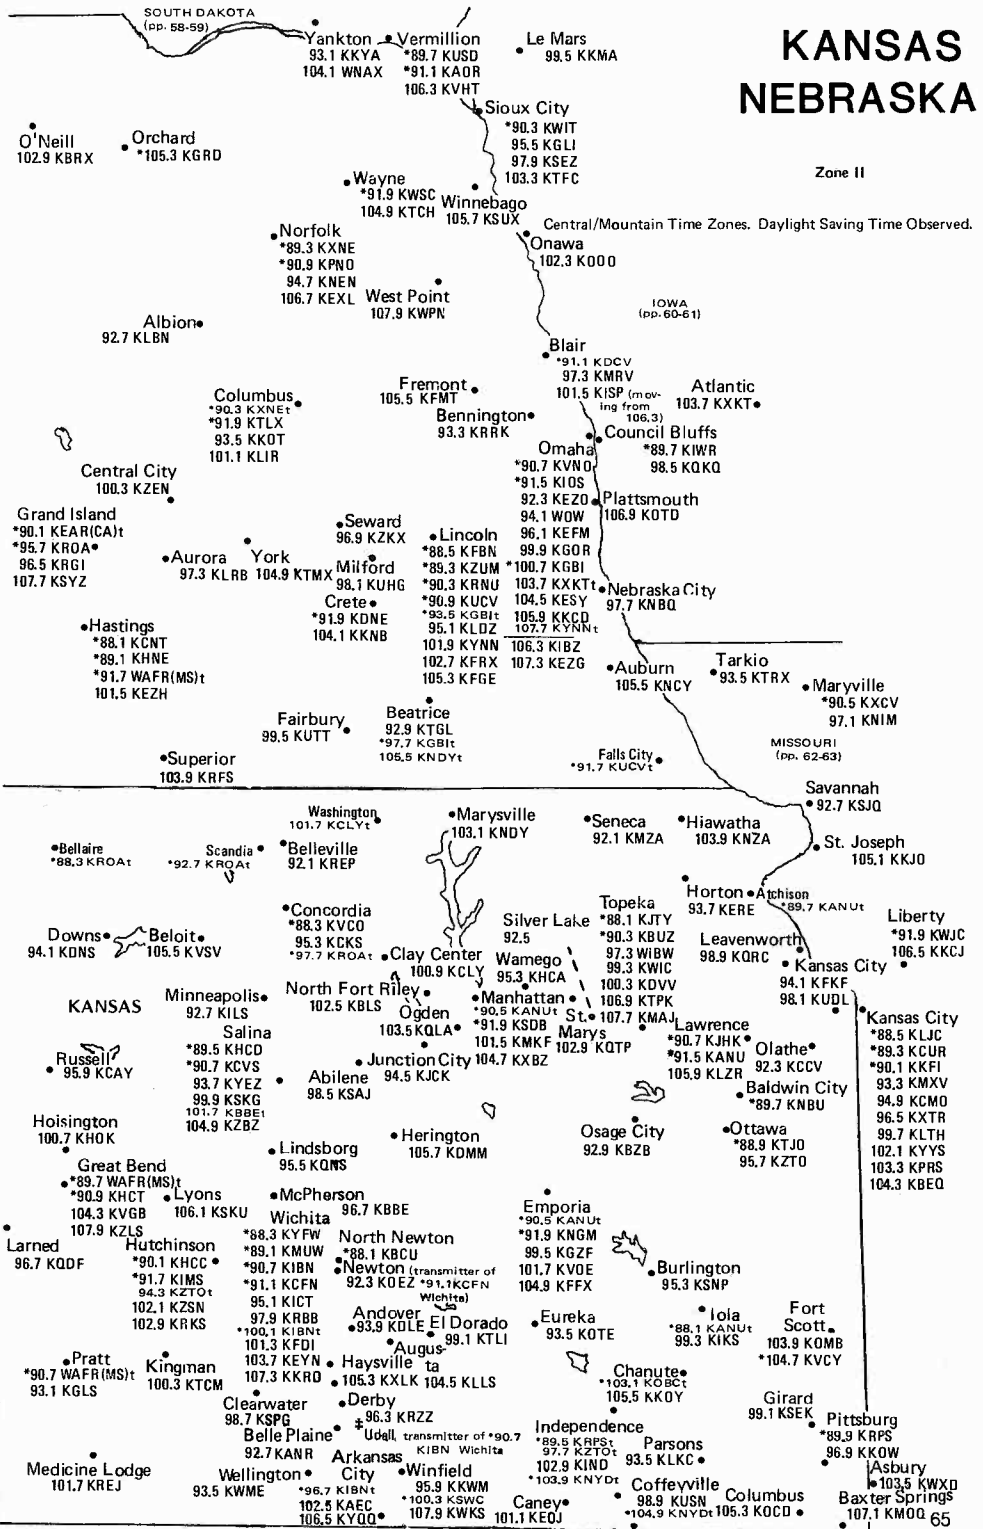 SOUTH DAKOTA
(pp. 58-59)
KANSAS
NEBRASKA
Zone II
Central/Mountain Time Zones. Daylight Saving Time Observed.
Yankton
93.1 KKYA
104.1 WNAX
Vermillion
*89.7 KUSD
*91.1 KAOR
106.3 KVHT
Le Mars
99.5 KKMA
Sioux City
*90.3 KWIT
95.5 KGLI
97.9 KSEZ
103.3 KTFC
O'Neill
102.9 KBRX
Orchard
*105.3 KGRD
Wayne
*91.9 KWSC
104.9 KTCH
Winnebago
105.7 KSUX
Norfolk
*89.3 KXNE
*90.9 KPNO
94.7 KNEN
106.7 KEXL
Onawa
102.3 KOOO
West Point
107.9 KWPN
IOWA
(pp.60-61)
Albion
92.7 KLBN
Blair
*91.1 KDCV
97.3 KMRV
101.5 KISP (mov-
ing from
106.3)
Columbus
*90.3 KXNEt
*91.9 KTLX
93.5 KKOT
101.1 KLIR
Fremont
105.5 KFMT
Bennington
93.3 KRRK
Atlantic
103.7 KXKT
Council Bluffs
*89.7 KIWR
98.5 KQKQ
Omaha
*90.7 KVNO
*91.5 KIOS
92.3 KEZO
94.1 WOW
96.1 KEFM
99.9 KGOR
*100.7 KGBI
103.7 KXKTt
104.5 KESY
105.9 KKCD
107.7 KYNNt
106.3 KIBZ
107.3 KEZG
Central City
100.3 KZEN
Plattsmouth
106.9 KOTD
Grand Island
*90.1 KEAR(CA)t
*95.7 KROA
96.5 KRGI
107.7 KSYZ
Aurora
97.3 KLRB
York
104.9 KTMX
Seward
96.9 KZKX
Milford
98.1 KUHG
Crete
*91.9 KDNE
104.1 KKNB
Lincoln
*88.5 KFBN
*89.3 KZUM
*90.3 KRNU
*90.9 KUCV
*93.5 KGBIt
95.1 KLDZ
101.9 KYNN
102.7 KFRX
105.3 KFGE
Nebraska City
97.7 KNBQ
Hastings
*88.1 KCNT
*89.1 KHNE
*91.7 WAFR(MS)t
101.5 KEZH
Auburn
105.5 KNCY
Tarkio
*93.5 KTRX
Maryville
*90.5 KXCV
97.1 KNIM
Fairbury
99.5 KUTT
Beatrice
92.9 KTGL
*97.7 KGBIt
105.5 KNDYt
Superior
103.9 KRFS
Falls City
*91.7 KUCVt
MISSOURI
(pp. 62-63)
Savannah
92.7 KSJQ
Washington
101.7 KCLYt
Marysville
103.1 KNDY
Seneca
92.1 KMZA
Hiawatha
103.9 KNZA
St. Joseph
105.1 KKJO
Bellaire
*88.3 KROAt
Scandia
*92.7 KROAt
Belleville
92.1 KREP
Horton
93.7 KERE
Atchison
*89.7 KANUt
Concordia
*88.3 KVCO
95.3 KCKS
*97.7 KROAt
Silver Lake
92.5
Topeka
*88.1 KJTY
*90.3 KBUZ
97.3 WIBW
99.3 KWIC
100.3 KDVV
106.9 KTPK
107.7 KMAJ
Leavenworth
98.9 KQRC
Liberty
*91.9 KWJC
106.5 KKCJ
Downs
94.1 KDNS
Beloit
105.5 KVSV
Clay Center
100.9 KCLY
Wamego
95.3 KHCA
Kansas City
94.1 KFKF
98.1 KUDL
KANSAS
Minneapolis
92.7 KILS
North Fort Riley
102.5 KBLS
Ogden
103.5 KQLA
Manhattan
*90.5 KANUt
*91.9 KSDB
101.5 KMKF
104.7 KXBZ
St.
Marys
102.9 KQTP
Lawrence
*90.7 KJHK
*91.5 KANU
105.9 KLZR
Olathe
92.3 KCCV
Kansas City
*88.5 KLJC
*89.3 KCUR
*90.1 KKFI
93.3 KMXV
94.9 KCMO
96.5 KXTR
99.7 KLTH
102.1 KYYS
103.3 KPRS
104.3 KBEQ
Salina
*89.5 KHCD
*90.7 KCVS
93.7 KYEZ
99.9 KSKG
101.7 KBBEt
104.9 KZBZ
Russell
95.9 KCAY
Junction City
94.5 KJCK
Abilene
98.5 KSAJ
Baldwin City
*89.7 KNBU
Hoisington
100.7 KHOK
Lindsborg
95.5 KQNS
Herington
105.7 KDMM
Osage City
92.9 KBZB
Ottawa
*88.9 KTJO
95.7 KZTO
Great Bend
*89.7 WAFR(MS)t
*90.9 KHCT
104.3 KVGB
107.9 KZLS
Lyons
106.1 KSKU
McPherson
96.7 KBBE
Larned
96.7 KQDF
Hutchinson
*90.1 KHCC
*91.7 KIMS
94.3 KZTOt
102.1 KZSN
102.9 KRKS
Wichita
*88.3 KYFW
*89.1 KMUW
*90.7 KIBN
*91.1 KCFN
95.1 KICT
97.9 KRBB
*100.1 KIBNt
101.3 KFDI
103.7 KEYN
107.3 KKRD
North Newton
*88.1 KBCU
Newton (transmitter of
92.3 KOEZ *91.1KCFN
Wichita)
Emporia
*90.5 KANUt
*91.9 KNGM
99.5 KGZF
101.7 KVOE
104.9 KFFX
Burlington
95.3 KSNP
Andover
93.9 KDLE
El Dorado
99.1 KTLI
Augus-
ta
104.5 KLLS
Haysville
105.3 KXLK
Eureka
93.5 KOTE
Iola
*88.1 KANUt
99.3 KIKS
Fort
Scott
103.9 KOMB
*104.7 KVCY
Pratt
*90.7 WAFR(MS)t
93.1 KGLS
Kingman
100.3 KTCM
Chanute
*103.1 KOBCt
105.5 KKOY
Clearwater
98.7 KSPG
Derby
96.3 KRZZ
Girard
99.1 KSEK
Belle Plaine
92.7KANR
Udall, transmitter of *90.7
KIBN Wichita
Independence
*89.5 KRPSt
97.7 KZTOt
102.9 KIND
*103.9 KNYDt
Parsons
93.5 KLKC
Pittsburg
*89.9 KRPS
96.9 KKOW
Medicine Lodge
101.7 KREJ
Wellington
93.5 KWME
Arkansas
City
*96.7 KIBNt
102.5 KAEC
106.5 KYQQ
Winfield
95.9 KKWM
*100.3 KSWC
107.9 KWKS
Caney
101.1 KEOJ
Coffeyville
98.9 KUSN
*104.9 KNYDt
Columbus
105.3 KOCD
Asbury
103.5 KWXD
Baxter Springs
107.1 KMOQ
65